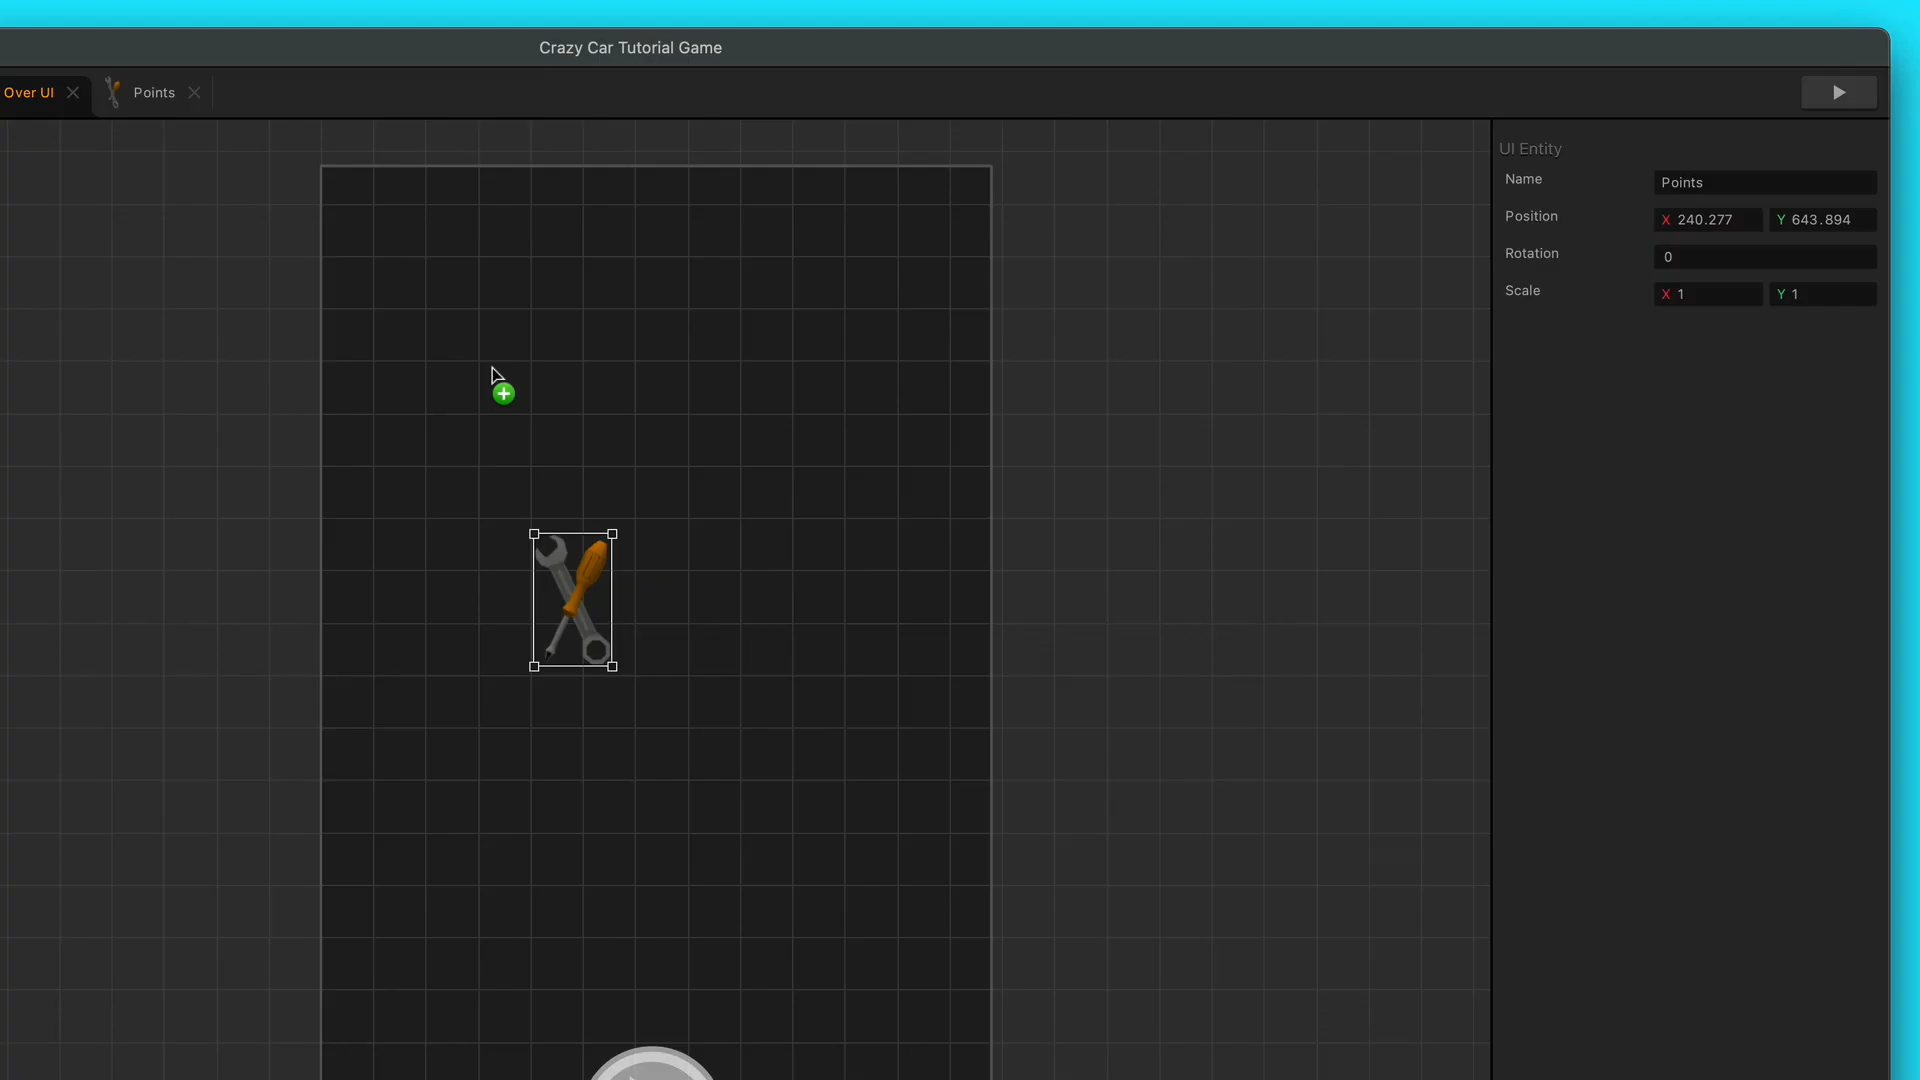 Crazy Car Tutorial Game
Over UI
Points
UI Entity
Name
Points
Position
X 240.277
Y 643.894
Rotation
0
Scale
X 1
Y 1